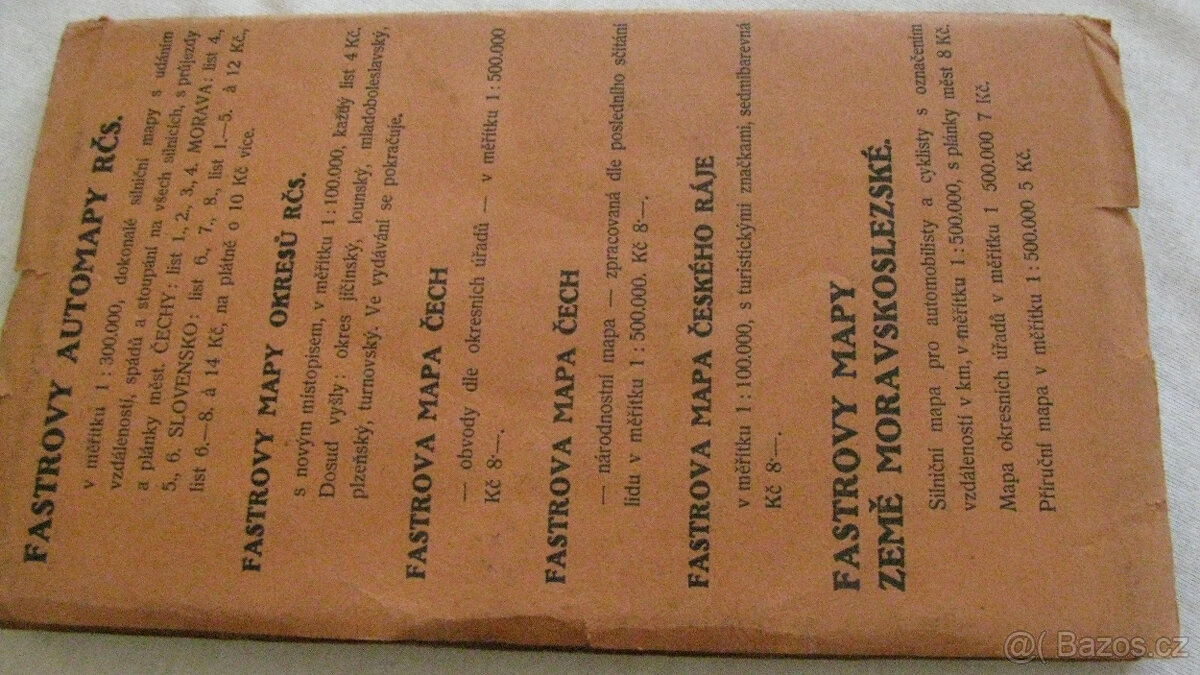 FASTROVY AUTOMAPY RČS.
v měřítku 1 : 300.000, dokonalé silniční mapy s udáním
vzdáleností, spádů a stoupání na všech silnicích, s průjezdy
a plánky měst. ČECHY: list 1., 2., 3., 4. MORAVA: list 4.,
5., 6. SLOVENSKO: list 6., 7., 8., list 1.—5. à 12 Kč.,
list 6.—8. à 14 Kč, na plátně o 10 Kč více.
FASTROVY MAPY OKRESŮ RČS.
s novým místopisem, v měřítku 1 : 100.000, každý list 4 Kč.
Dosud vyšly: okres jičínský, lounský, mladoboleslavský,
plzeňský, turnovský. Ve vydávání se pokračuje.
FASTROVA MAPA ČECH
— obvody dle okresních úřadů — v měřítku 1 : 500.000
Kč 8·—.
FASTROVA MAPA ČECH
— národnostní mapa — zpracovaná dle posledního sčítání
lidu v měřítku 1 : 500.000. Kč 8·—.
FASTROVA MAPA ČESKÉHO RÁJE
v měřítku 1 : 100.000, s turistickými značkami, sedmibarevná
Kč 8·—.
FASTROVY MAPY
ZEMĚ MORAVSKOSLEZSKÉ.
Silniční mapa pro automobilisty a cyklisty s označením
vzdáleností v km, v měřítku 1 : 500.000, s plánky měst 8 Kč.
Mapa okresních úřadů v měřítku 1 500.000 7 Kč.
Příruční mapa v měřítku 1 : 500.000 5 Kč.
Bazos.cz